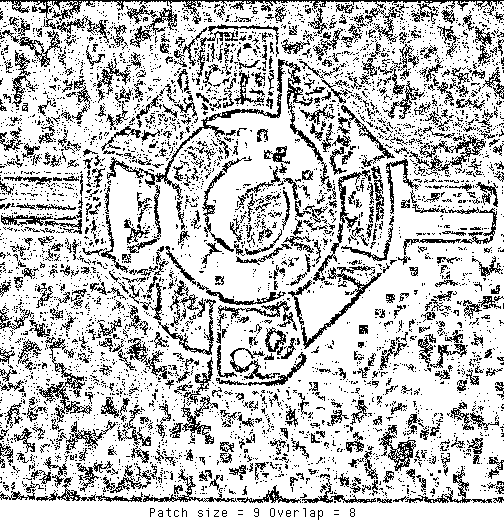 Patch size = 9 Overlap = 8